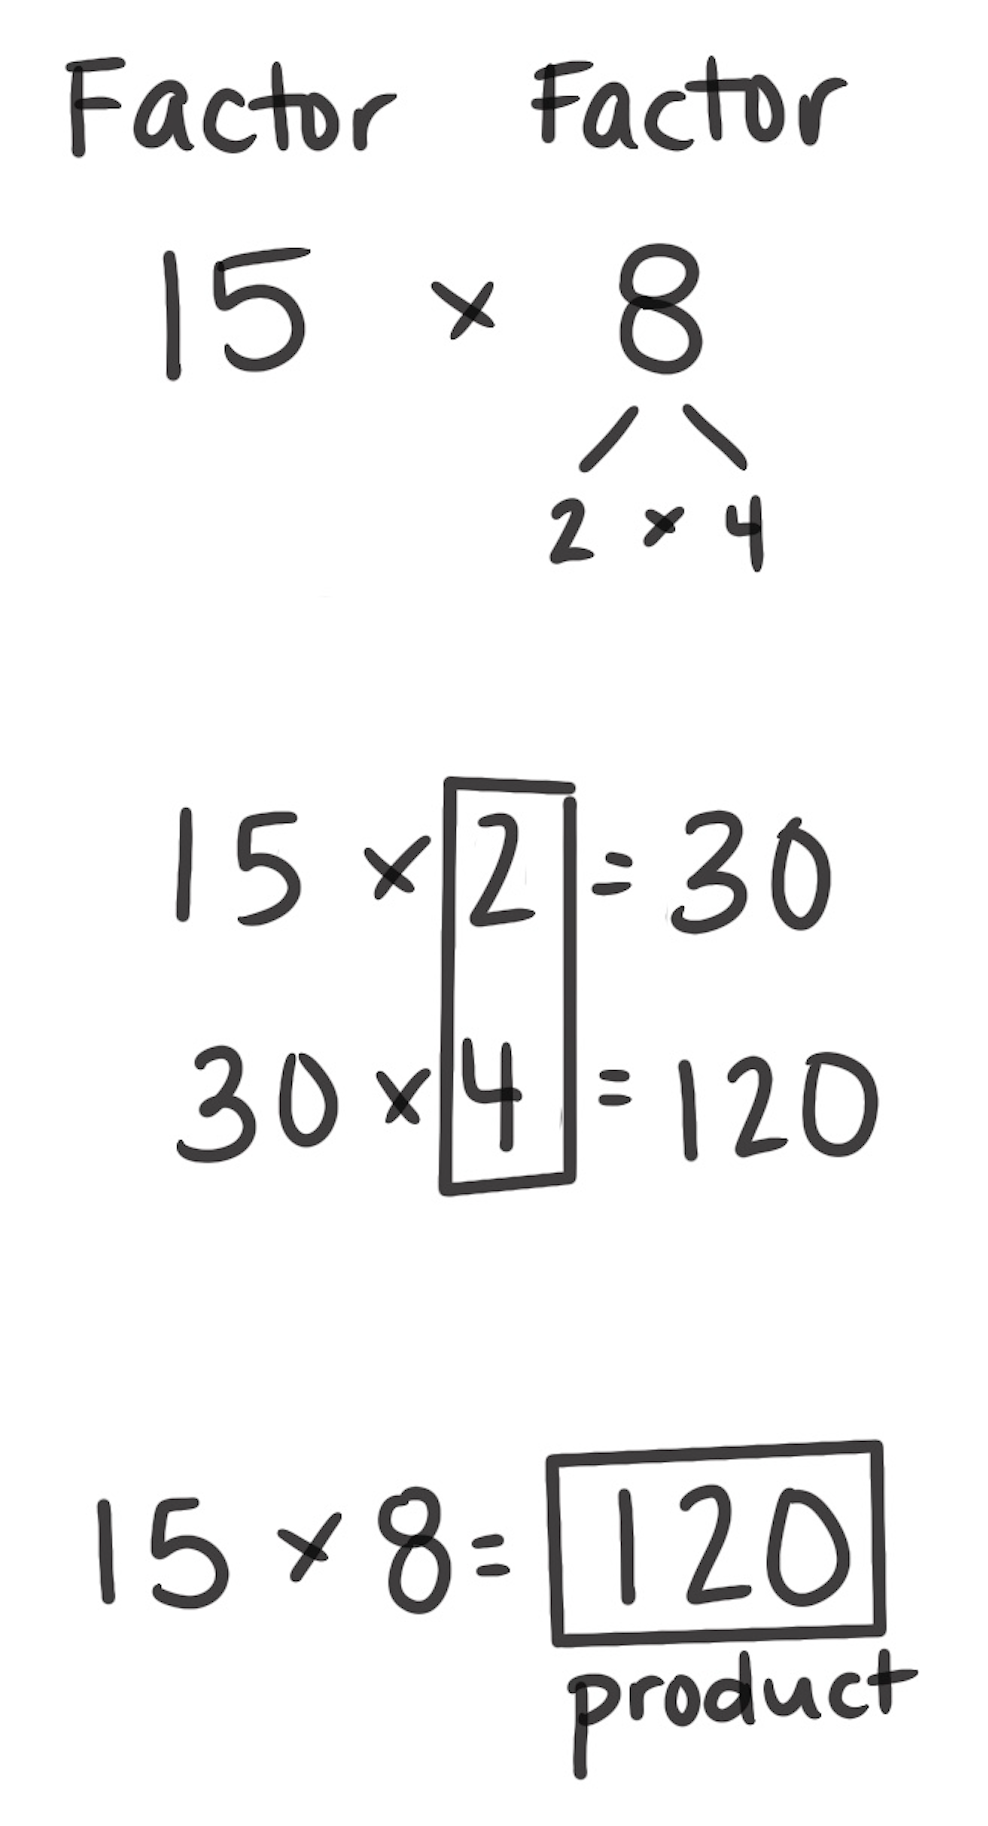 Factor Factor
15 × 8
2 × 4
15 × 2 = 30
30 × 4 = 120
15 × 8 = 120
product